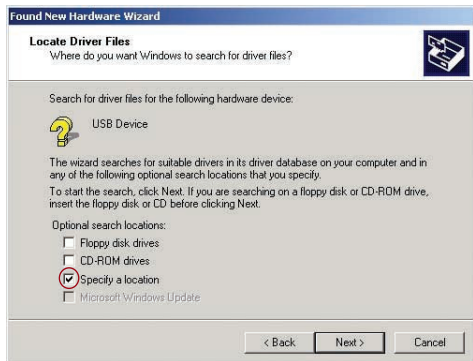 Found New Hardware Wizard
Locate Driver Files
Where do you want Windows to search for driver files?
Search for driver files for the following hardware device:
USB Device
The wizard searches for suitable drivers in its driver database on your computer and in
any of the following optional search locations that you specify.
To start the search, click Next. If you are searching on a floppy disk or CD-ROM drive,
insert the floppy disk or CD before clicking Next.
Optional search locations:
Floppy disk drives
CD-ROM drives
Specify a location
Microsoft Windows Update
< Back Next > Cancel